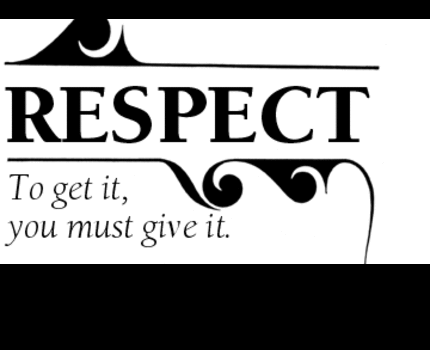 RESPECT
To get it,
you must give it.